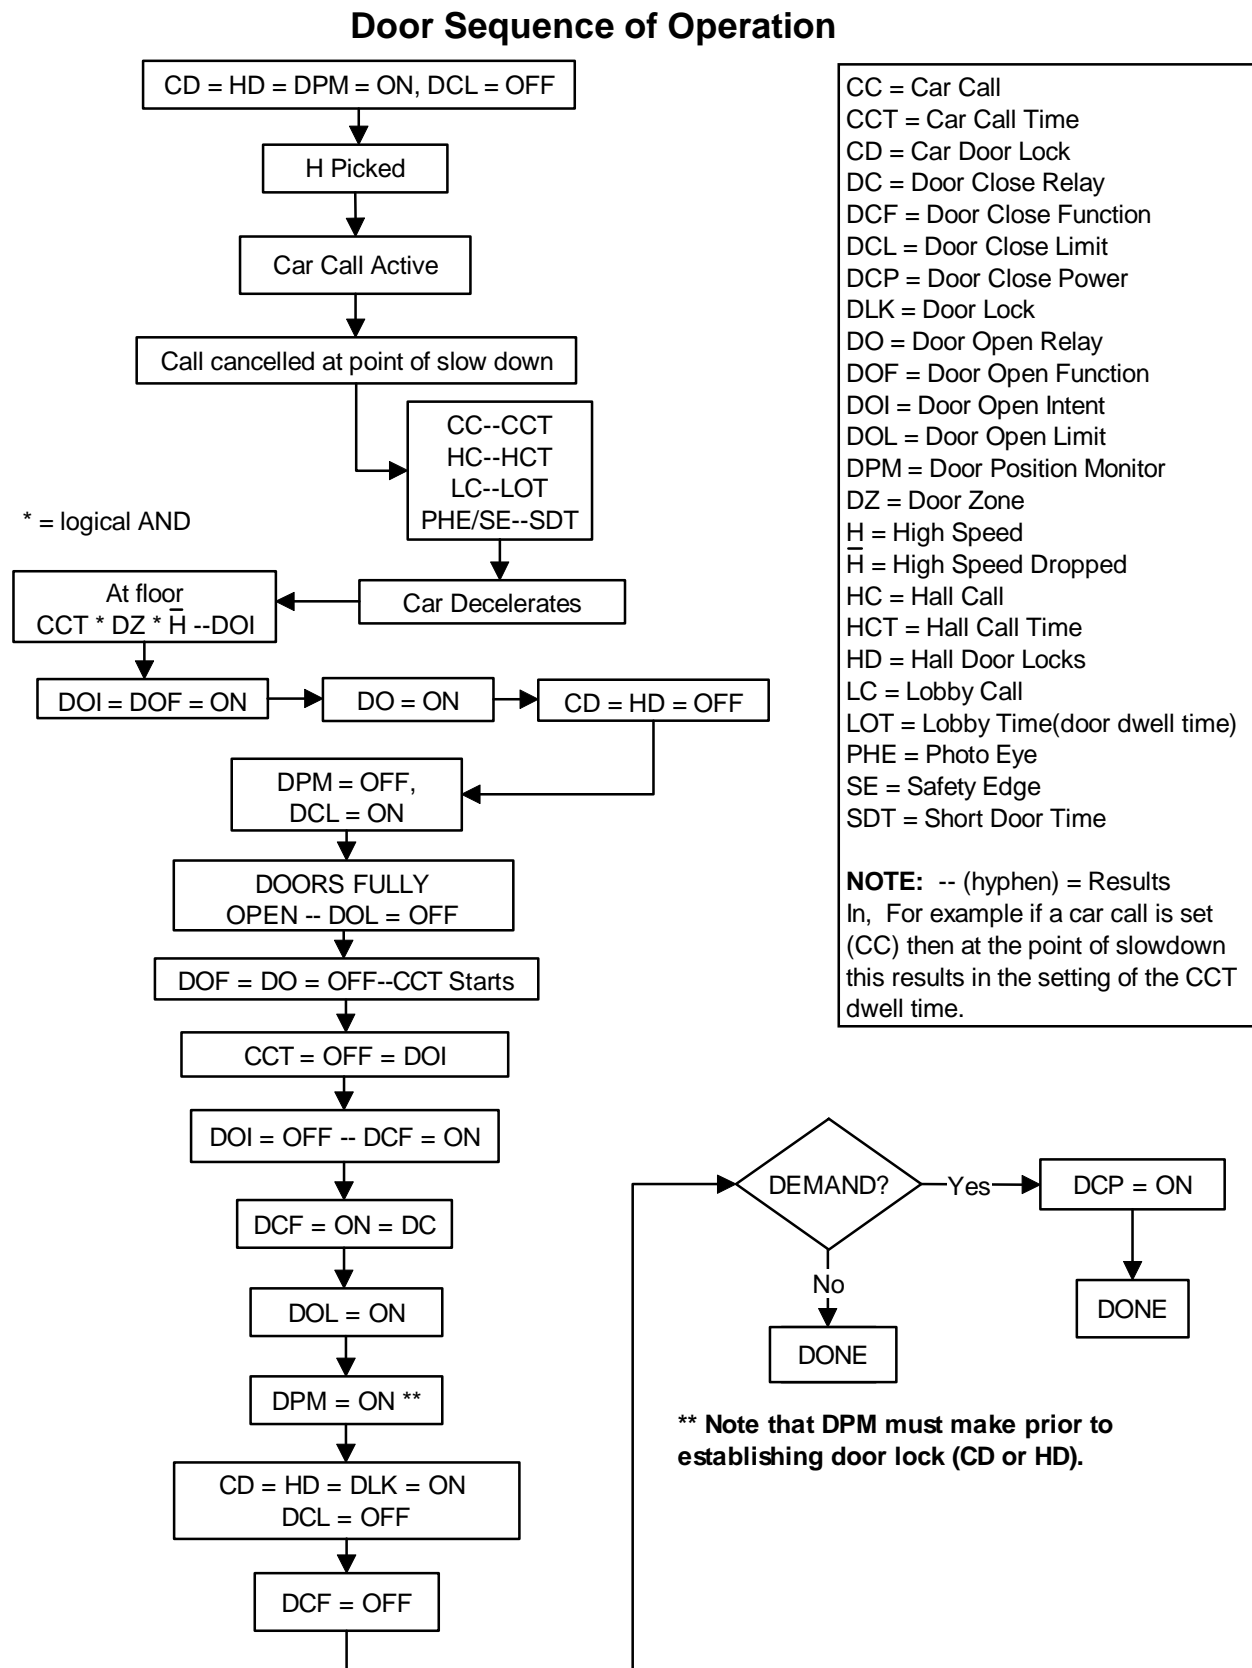 Door Sequence of Operation
CD = HD = DPM = ON, DCL = OFF
H Picked
Car Call Active
Call cancelled at point of slow down
CC--CCT
HC--HCT
LC--LOT
PHE/SE--SDT
* = logical AND
Car Decelerates
At floor
CCT * DZ * H̅ --DOI
DOI = DOF = ON
DO = ON
CD = HD = OFF
DPM = OFF,
DCL = ON
DOORS FULLY
OPEN -- DOL = OFF
DOF = DO = OFF--CCT Starts
CCT = OFF = DOI
DOI = OFF -- DCF = ON
DCF = ON = DC
DOL = ON
DPM = ON **
CD = HD = DLK = ON
DCL = OFF
DCF = OFF
DEMAND?
Yes
DCP = ON
DONE
No
DONE
** Note that DPM must make prior to
establishing door lock (CD or HD).
CC = Car Call
CCT = Car Call Time
CD = Car Door Lock
DC = Door Close Relay
DCF = Door Close Function
DCL = Door Close Limit
DCP = Door Close Power
DLK = Door Lock
DO = Door Open Relay
DOF = Door Open Function
DOI = Door Open Intent
DOL = Door Open Limit
DPM = Door Position Monitor
DZ = Door Zone
H = High Speed
H̅ = High Speed Dropped
HC = Hall Call
HCT = Hall Call Time
HD = Hall Door Locks
LC = Lobby Call
LOT = Lobby Time(door dwell time)
PHE = Photo Eye
SE = Safety Edge
SDT = Short Door Time
NOTE: -- (hyphen) = Results
In, For example if a car call is set
(CC) then at the point of slowdown
this results in the setting of the CCT
dwell time.